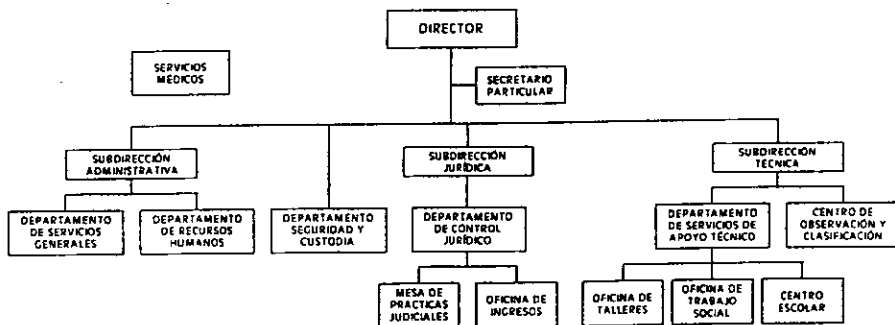 DIRECTOR
SERVICIOS
MÉDICOS
SECRETARIO
PARTICULAR
SUBDIRECCIÓN
ADMINISTRATIVA
SUBDIRECCIÓN
JURÍDICA
SUBDIRECCIÓN
TÉCNICA
DEPARTAMENTO
DE SERVICIOS
GENERALES
DEPARTAMENTO
DE RECURSOS
HUMANOS
DEPARTAMENTO
SEGURIDAD Y
CUSTODIA
DEPARTAMENTO
DE CONTROL
JURÍDICO
DEPARTAMENTO
DE SERVICIOS DE
APOYO TÉCNICO
CENTRO DE
OBSERVACIÓN Y
CLASIFICACIÓN
MESA DE
PRACTICAS
JUDICIALES
OFICINA DE
INGRESOS
OFICINA DE
TALLERES
OFICINA DE
TRABAJO
SOCIAL
CENTRO
ESCOLAR